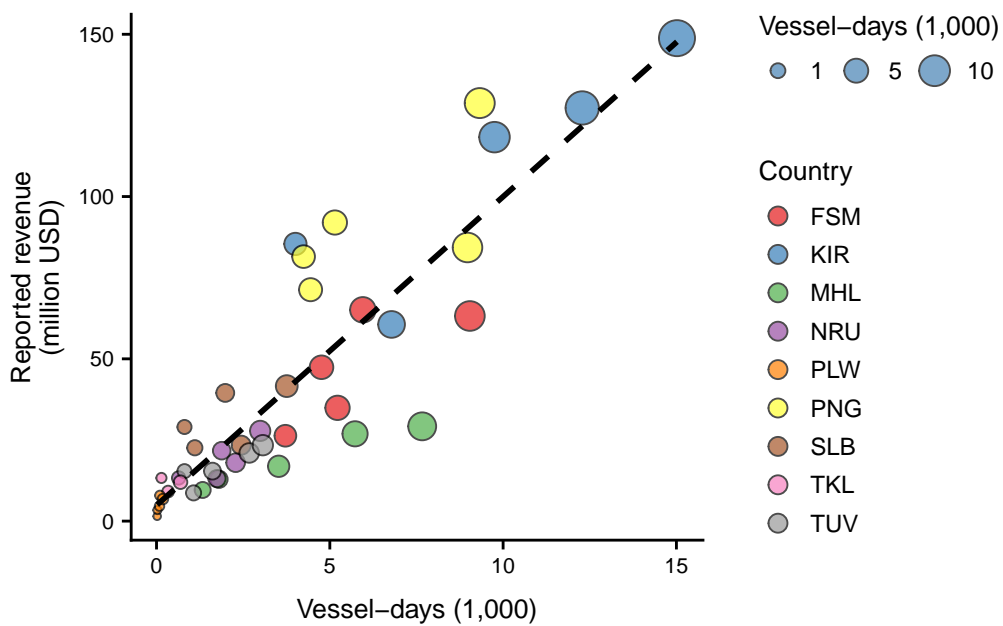 Reported revenue
(million USD)
150
100
50
0
0 5 10 15
Vessel−days (1,000)
Vessel−days (1,000)
1 5 10
Country
FSM
KIR
MHL
NRU
PLW
PNG
SLB
TKL
TUV